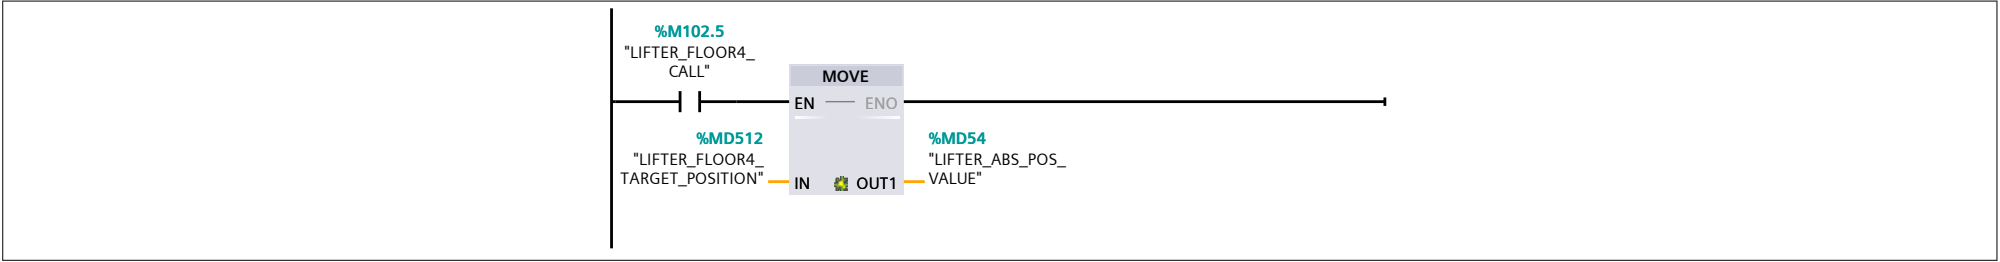 %M102.5
"LIFTER_FLOOR4_
CALL"
MOVE
EN
ENO
%MD512
"LIFTER_FLOOR4_
TARGET_POSITION"
IN
OUT1
%MD54
"LIFTER_ABS_POS_
VALUE"